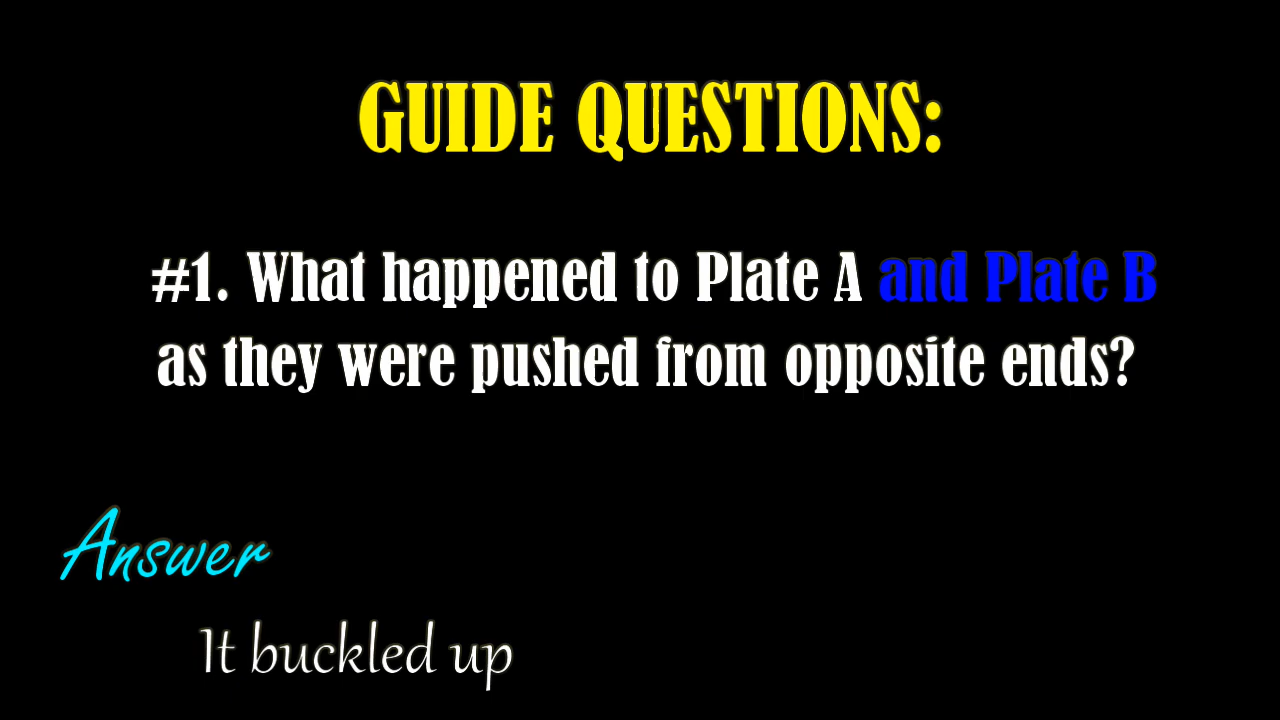 GUIDE QUESTIONS:
#1. What happened to Plate A and Plate B
as they were pushed from opposite ends?
Answer
It buckled up